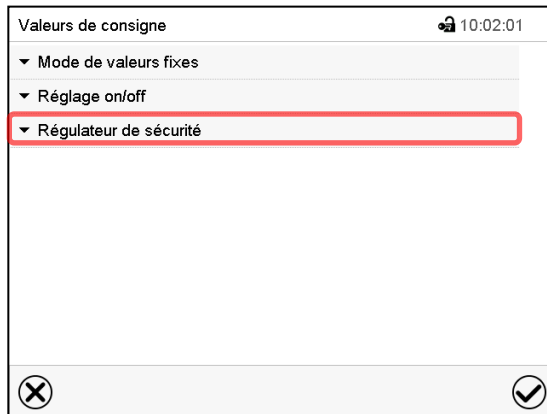 Valeurs de consigne 10:02:01
Mode de valeurs fixes
Réglage on/off
Régulateur de sécurité